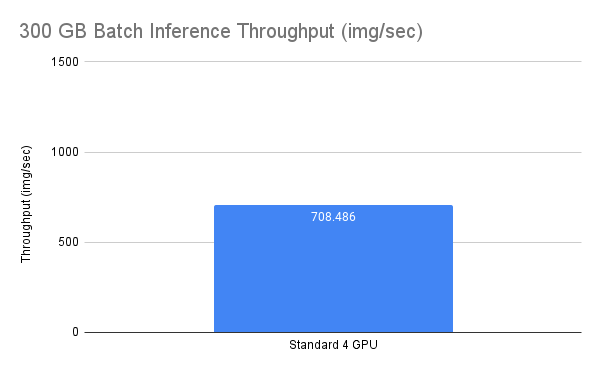 300 GB Batch Inference Throughput (img/sec)
1500
1000
500
0
Throughput (img/sec)
708.486
Standard 4 GPU